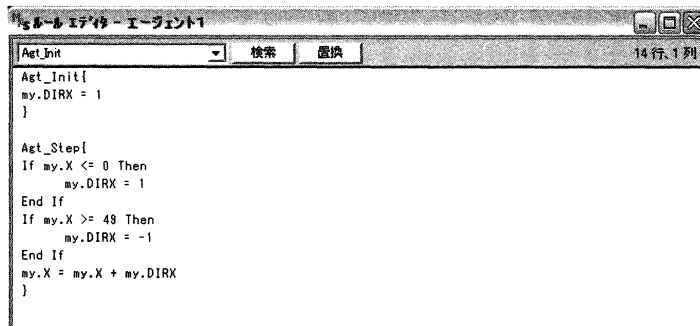 ルール エディター - エージェント1
Agt_Init 検索 置換 14 行、1 列
Agt_Init{
my.DIRX = 1
}
Agt_Step{
If my.X <= 0 Then
my.DIRX = 1
End If
If my.X >= 49 Then
my.DIRX = -1
End If
my.X = my.X + my.DIRX
}